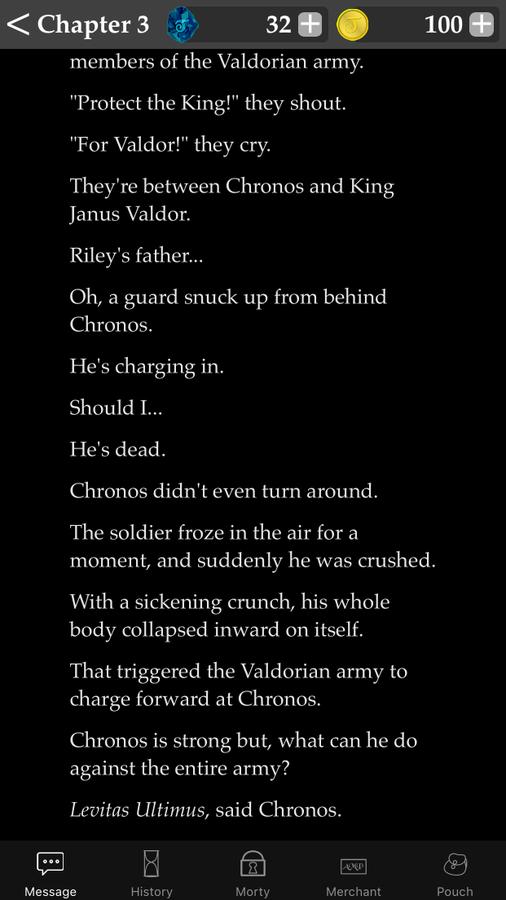 < Chapter 3 32 + 100 +
members of the Valdorian army.
"Protect the King!" they shout.
"For Valdor!" they cry.
They're between Chronos and King
Janus Valdor.
Riley's father...
Oh, a guard snuck up from behind
Chronos.
He's charging in.
Should I...
He's dead.
Chronos didn't even turn around.
The soldier froze in the air for a
moment, and suddenly he was crushed.
With a sickening crunch, his whole
body collapsed inward on itself.
That triggered the Valdorian army to
charge forward at Chronos.
Chronos is strong but, what can he do
against the entire army?
Levitas Ultimus, said Chronos.
Message History Morty Merchant Pouch